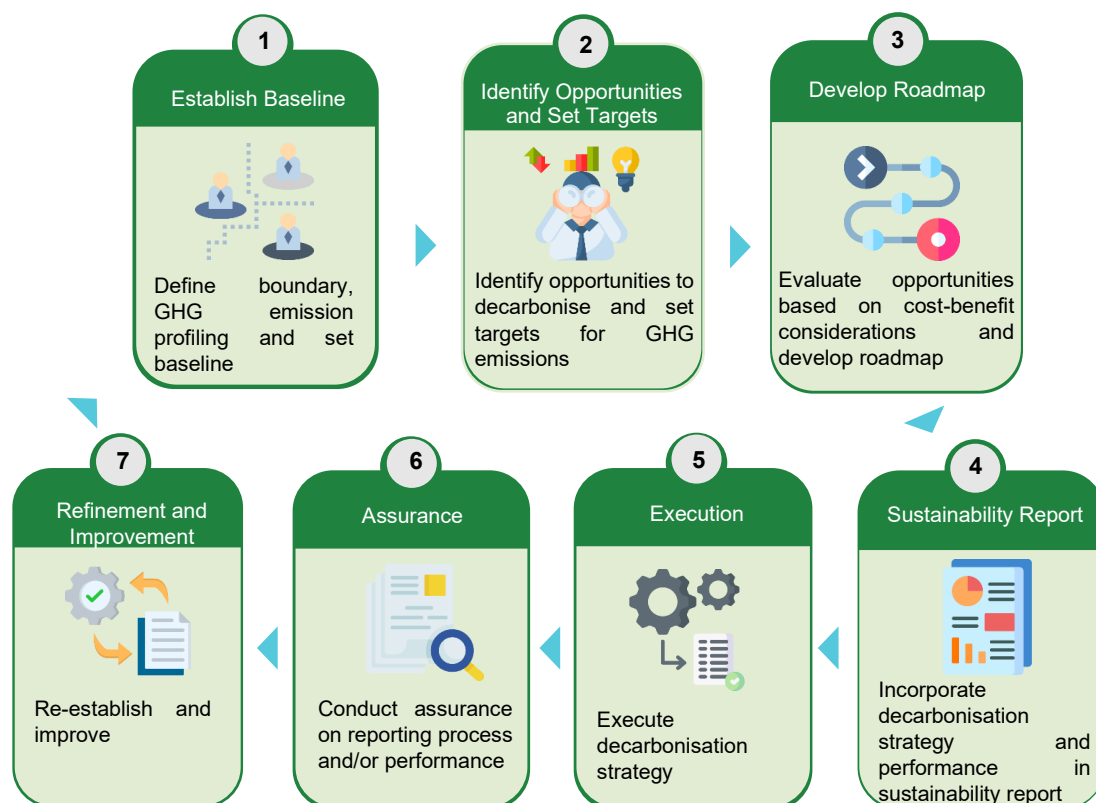 1
Establish Baseline
Define boundary,
GHG emission
profiling and set
baseline
2
Identify Opportunities
and Set Targets
Identify opportunities to
decarbonise and set
targets for GHG
emissions
3
Develop Roadmap
Evaluate opportunities
based on cost-benefit
considerations and
develop roadmap
4
Sustainability Report
Incorporate
decarbonisation
strategy and
performance in
sustainability report
5
Execution
Execute
decarbonisation
strategy
6
Assurance
Conduct assurance
on reporting process
and/or performance
7
Refinement and
Improvement
Re-establish and
improve